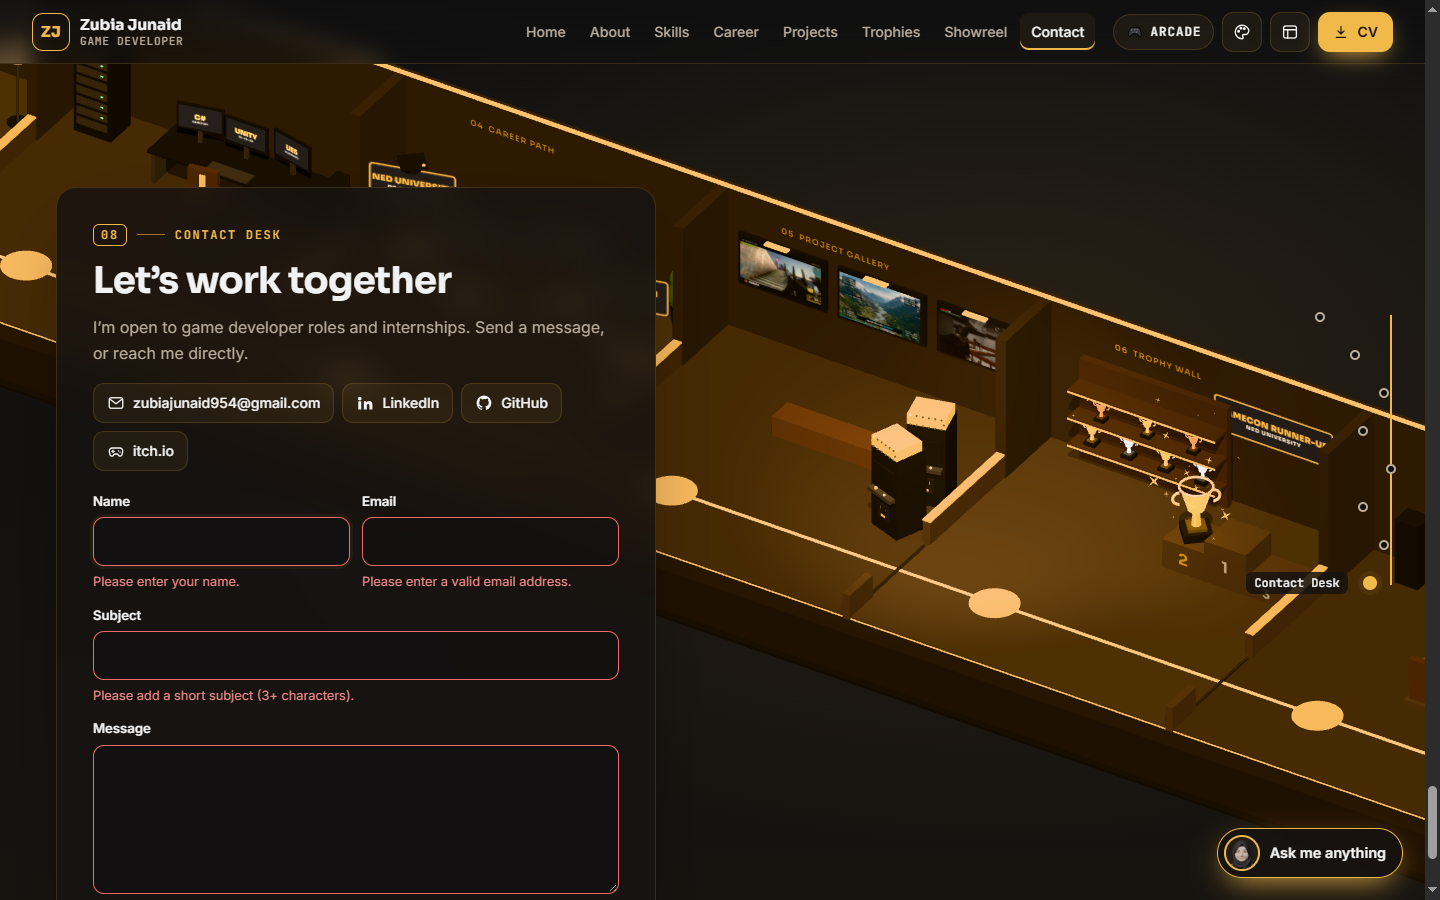 ZJ
Zubia Junaid
GAME DEVELOPER
Home
About
Skills
Career
Projects
Trophies
Showreel
Contact
ARCADE
CV
C#
UNITY
UE5
04 CAREER PATH
NED UNIVERSITY
05 PROJECT GALLERY
06 TROPHY WALL
GAMECON RUNNER-UP
NED UNIVERSITY
2
1
08
CONTACT DESK
Let's work together
I'm open to game developer roles and internships. Send a message,
or reach me directly.
zubiajunaid954@gmail.com
LinkedIn
GitHub
itch.io
Name
Email
Please enter your name.
Please enter a valid email address.
Subject
Please add a short subject (3+ characters).
Message
Contact Desk
Ask me anything